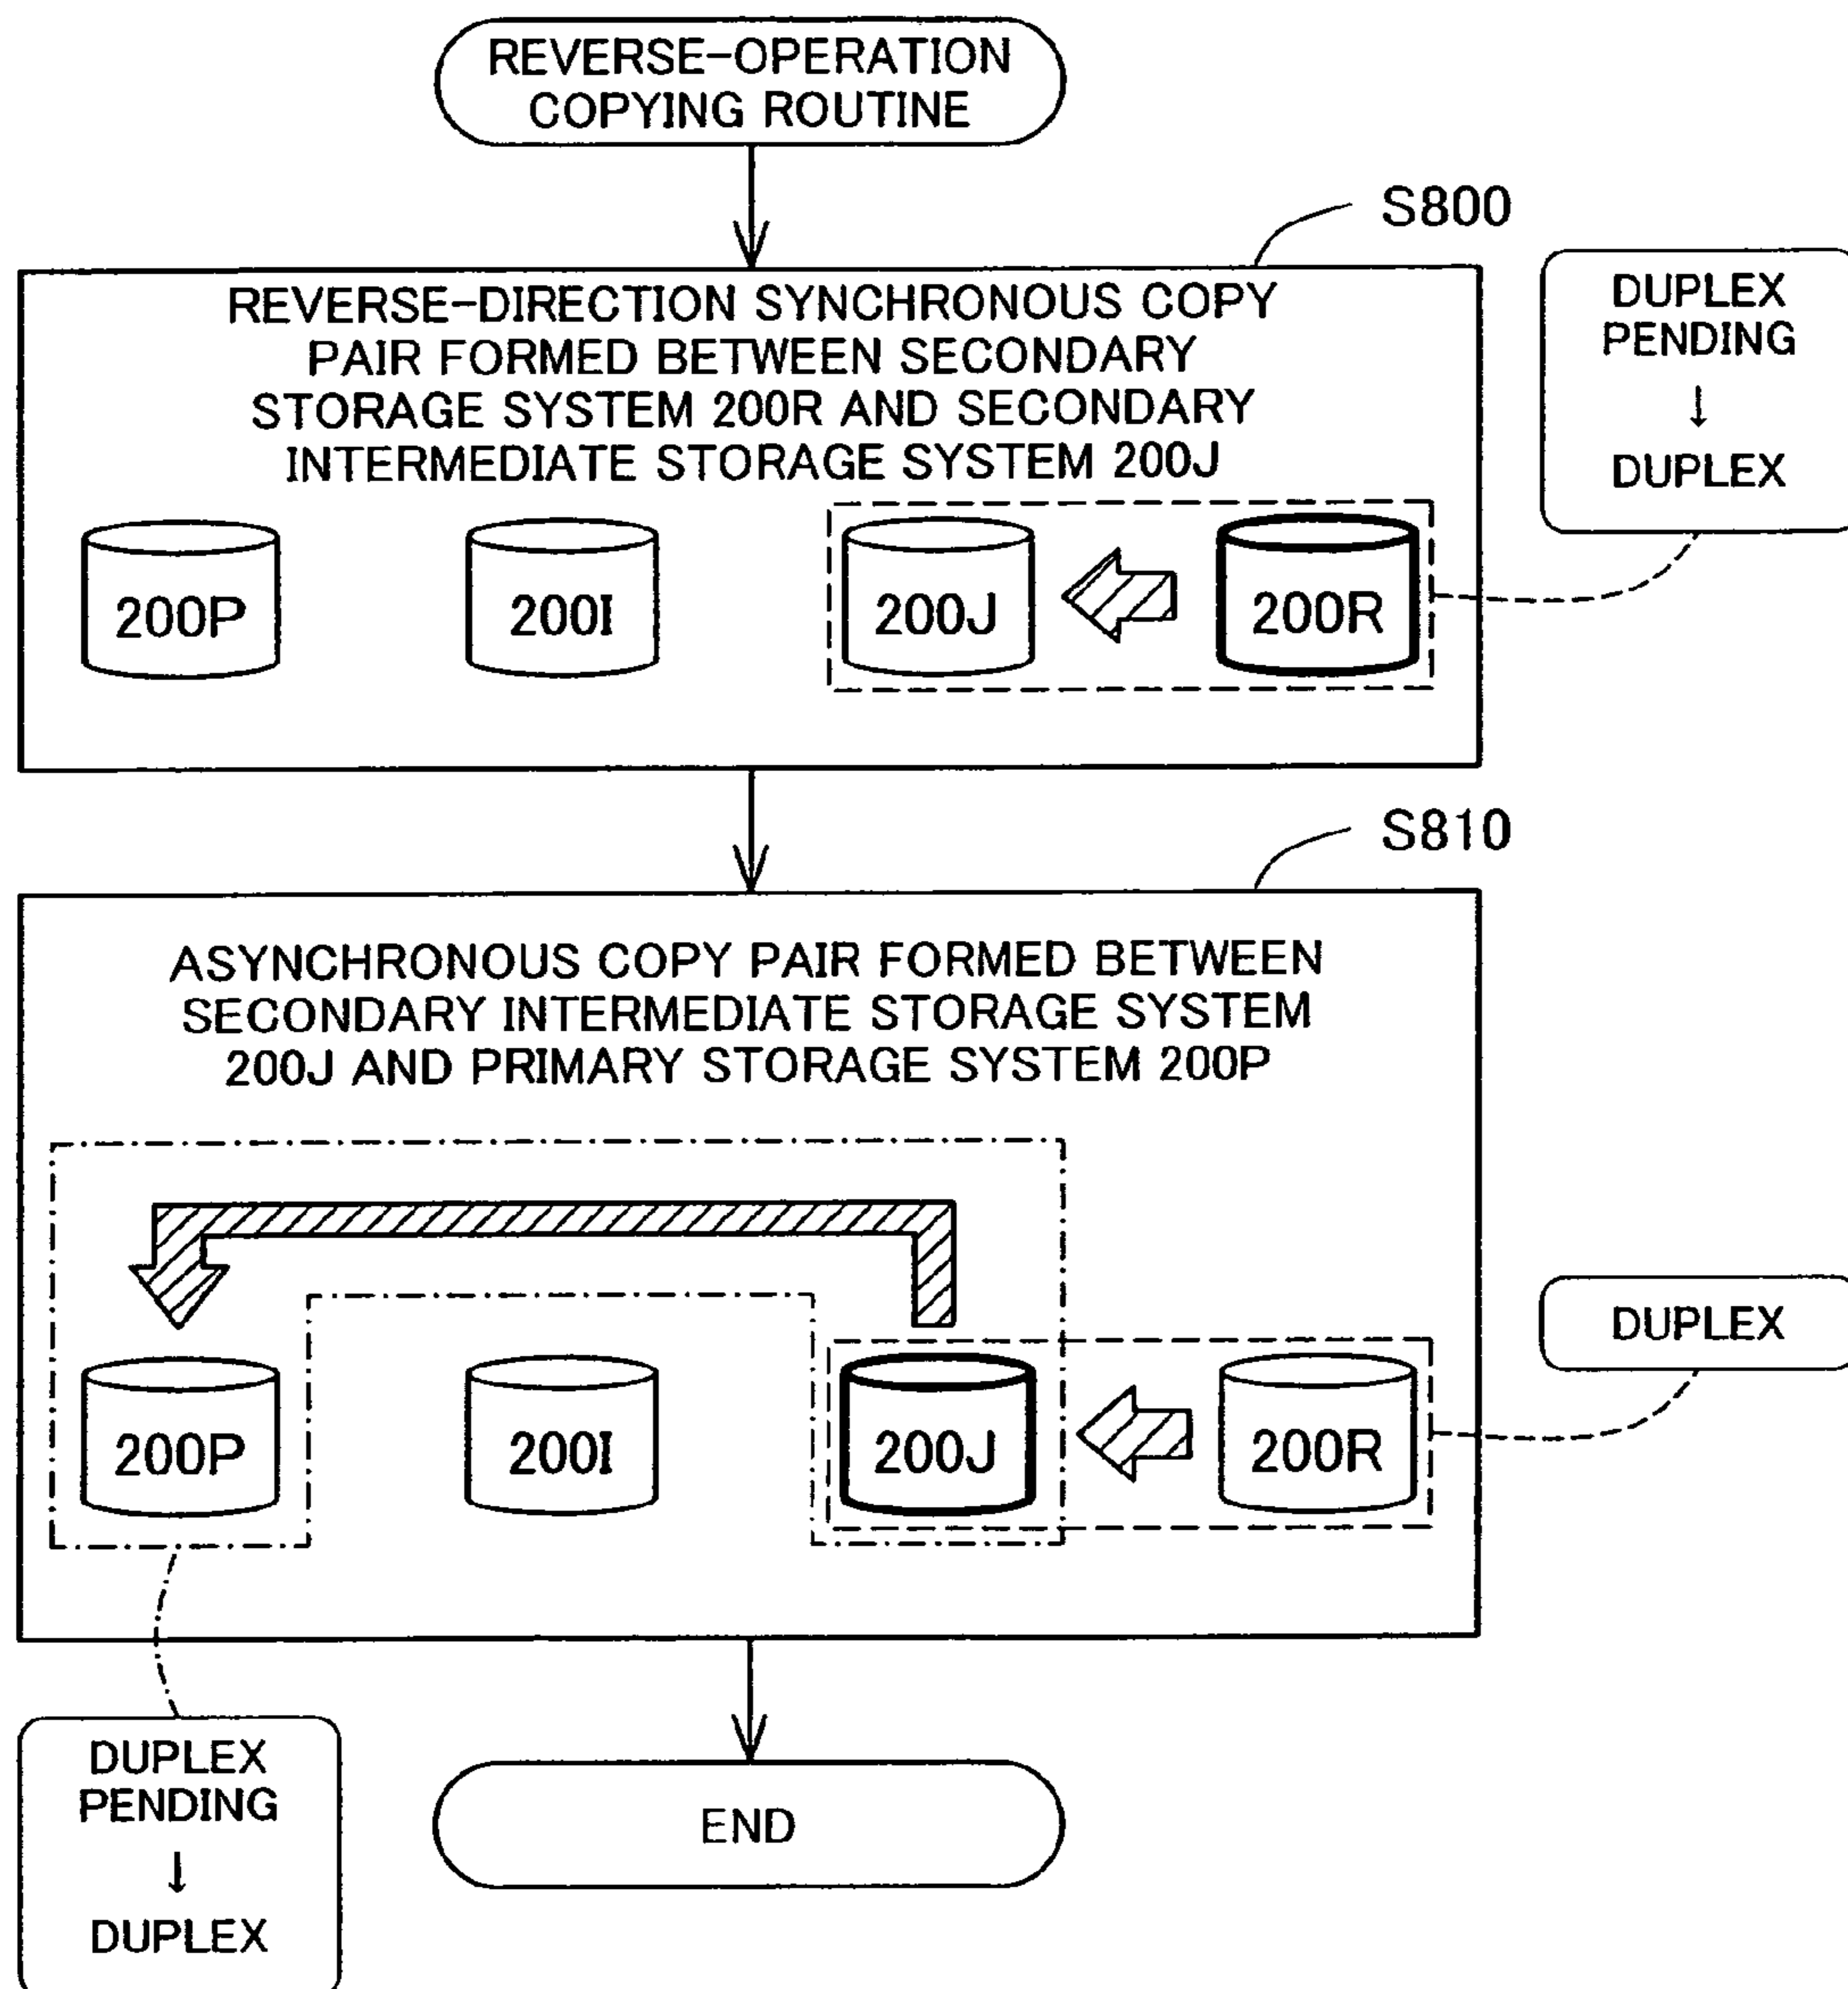 REVERSE-OPERATION
COPYING ROUTINE
S800
REVERSE-DIRECTION SYNCHRONOUS COPY
PAIR FORMED BETWEEN SECONDARY
STORAGE SYSTEM 200R AND SECONDARY
INTERMEDIATE STORAGE SYSTEM 200J
DUPLEX
PENDING
↓
DUPLEX
200P
200I
200J
200R
S810
ASYNCHRONOUS COPY PAIR FORMED BETWEEN
SECONDARY INTERMEDIATE STORAGE SYSTEM
200J AND PRIMARY STORAGE SYSTEM 200P
DUPLEX
200P
200I
200J
200R
DUPLEX
PENDING
↓
DUPLEX
END